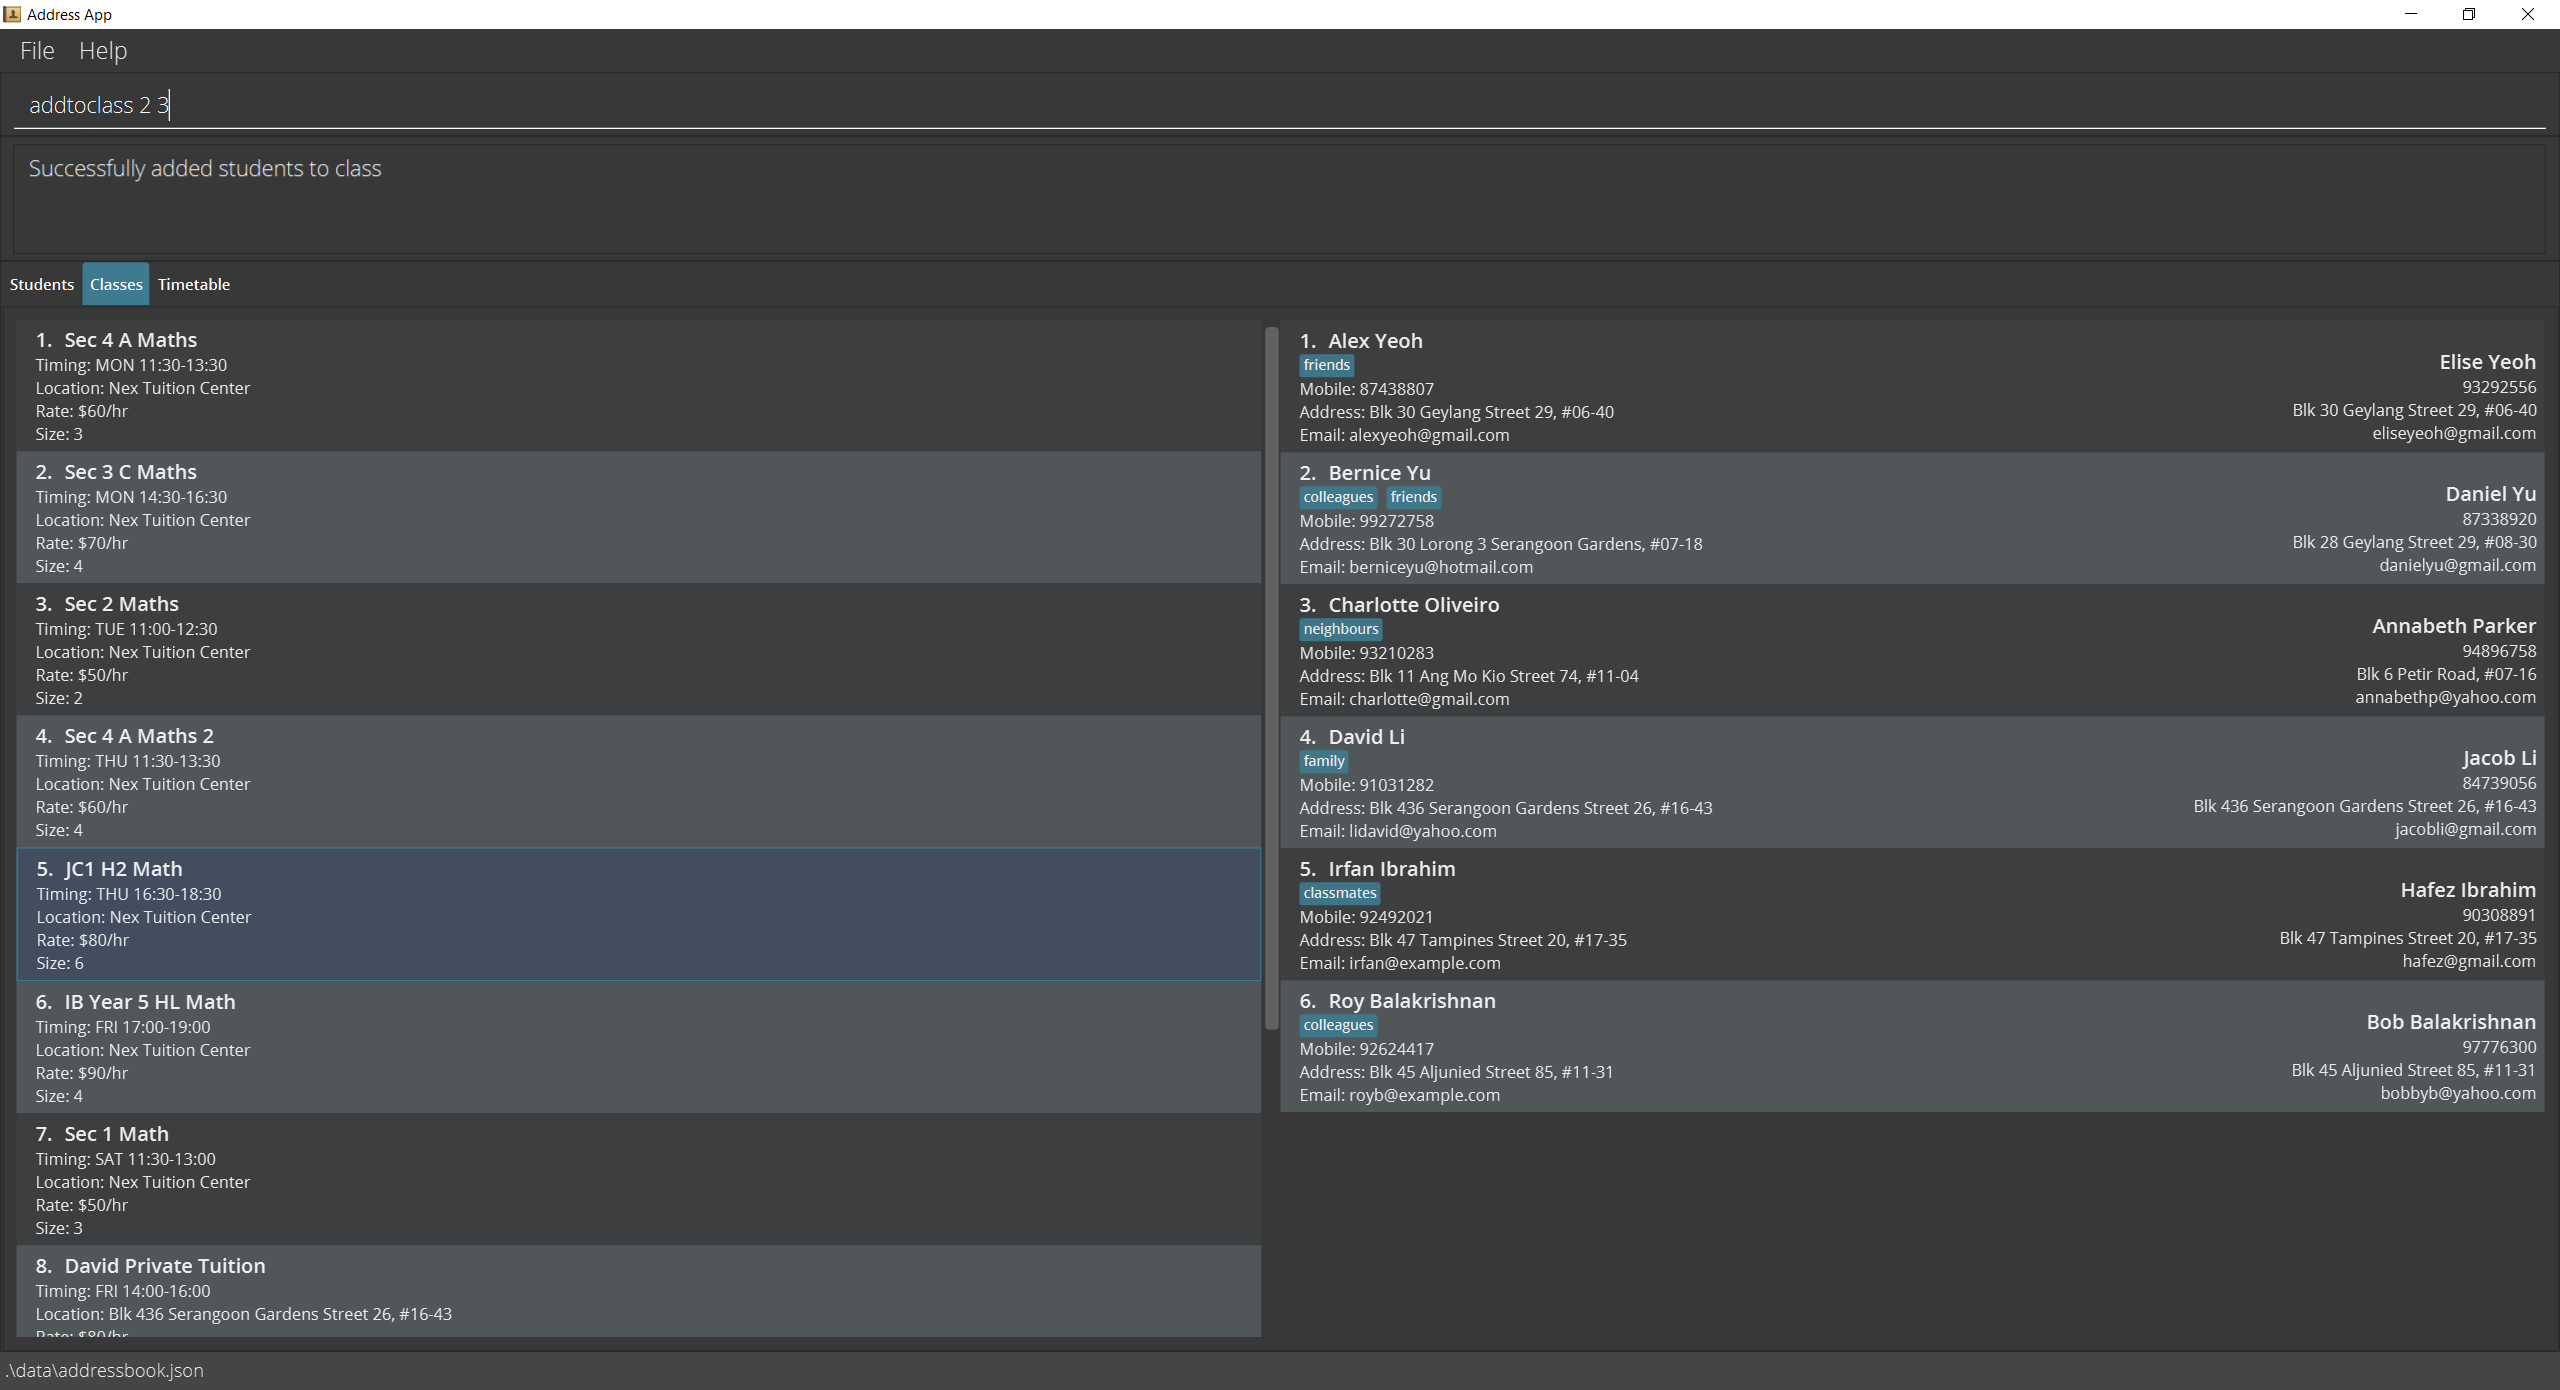 Address App
File Help
addtoclass 2 3
Successfully added students to class
Students Classes Timetable
1. Sec 4 A Maths
Timing: MON 11:30-13:30
Location: Nex Tuition Center
Rate: $60/hr
Size: 3
2. Sec 3 C Maths
Timing: MON 14:30-16:30
Location: Nex Tuition Center
Rate: $70/hr
Size: 4
3. Sec 2 Maths
Timing: TUE 11:00-12:30
Location: Nex Tuition Center
Rate: $50/hr
Size: 2
4. Sec 4 A Maths 2
Timing: THU 11:30-13:30
Location: Nex Tuition Center
Rate: $60/hr
Size: 4
5. JC1 H2 Math
Timing: THU 16:30-18:30
Location: Nex Tuition Center
Rate: $80/hr
Size: 6
6. IB Year 5 HL Math
Timing: FRI 17:00-19:00
Location: Nex Tuition Center
Rate: $90/hr
Size: 4
7. Sec 1 Math
Timing: SAT 11:30-13:00
Location: Nex Tuition Center
Rate: $50/hr
Size: 3
8. David Private Tuition
Timing: FRI 14:00-16:00
Location: Blk 436 Serangoon Gardens Street 26, #16-43
Rate: $80/hr
1. Alex Yeoh
friends
Mobile: 87438807
Address: Blk 30 Geylang Street 29, #06-40
Email: alexyeoh@gmail.com
Elise Yeoh
93292556
Blk 30 Geylang Street 29, #06-40
eliseyeoh@gmail.com
2. Bernice Yu
colleagues friends
Mobile: 99272758
Address: Blk 30 Lorong 3 Serangoon Gardens, #07-18
Email: berniceyu@hotmail.com
Daniel Yu
87338920
Blk 28 Geylang Street 29, #08-30
danielyu@gmail.com
3. Charlotte Oliveiro
neighbours
Mobile: 93210283
Address: Blk 11 Ang Mo Kio Street 74, #11-04
Email: charlotte@gmail.com
Annabeth Parker
94896758
Blk 6 Petir Road, #07-16
annabethp@yahoo.com
4. David Li
family
Mobile: 91031282
Address: Blk 436 Serangoon Gardens Street 26, #16-43
Email: lidavid@yahoo.com
Jacob Li
84739056
Blk 436 Serangoon Gardens Street 26, #16-43
jacobli@gmail.com
5. Irfan Ibrahim
classmates
Mobile: 92492021
Address: Blk 47 Tampines Street 20, #17-35
Email: irfan@example.com
Hafez Ibrahim
90308891
Blk 47 Tampines Street 20, #17-35
hafez@gmail.com
6. Roy Balakrishnan
colleagues
Mobile: 92624417
Address: Blk 45 Aljunied Street 85, #11-31
Email: royb@example.com
Bob Balakrishnan
97776300
Blk 45 Aljunied Street 85, #11-31
bobbyb@yahoo.com
.\data\addressbook.json